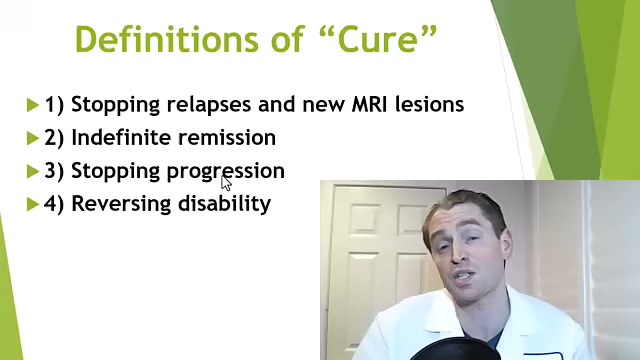 Definitions of “Cure”
1) Stopping relapses and new MRI lesions
2) Indefinite remission
3) Stopping progression
4) Reversing disability